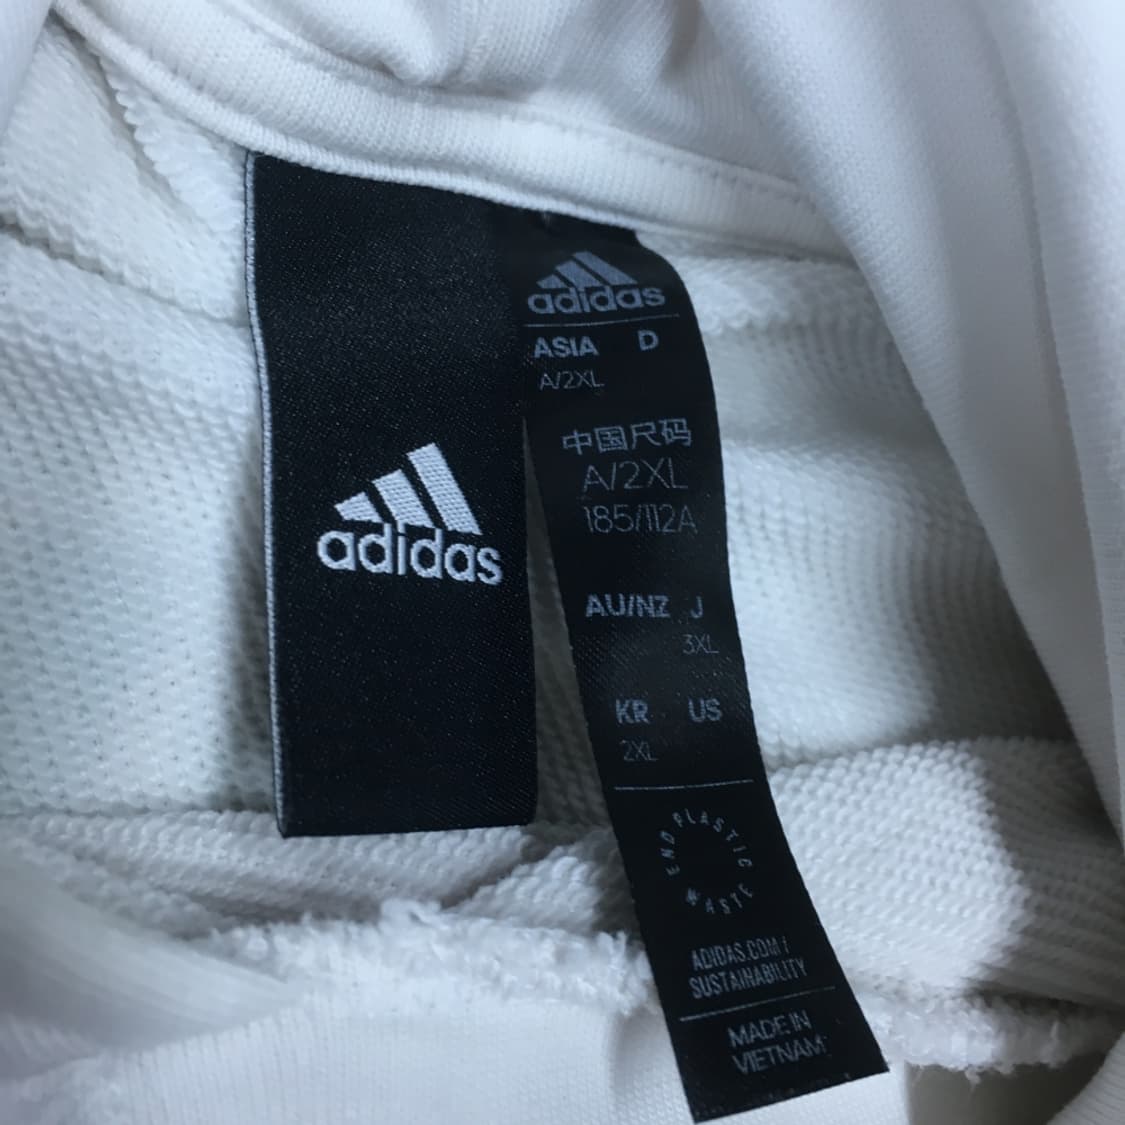 adidas
adidas
ASIA D
A/2XL
中国尺码
A/2XL
185/112A
AU/NZ J
3XL
KR US
2XL
END PLASTIC WASTE
ADIDAS.COM/
SUSTAINABILITY
MADE IN
VIETNAM